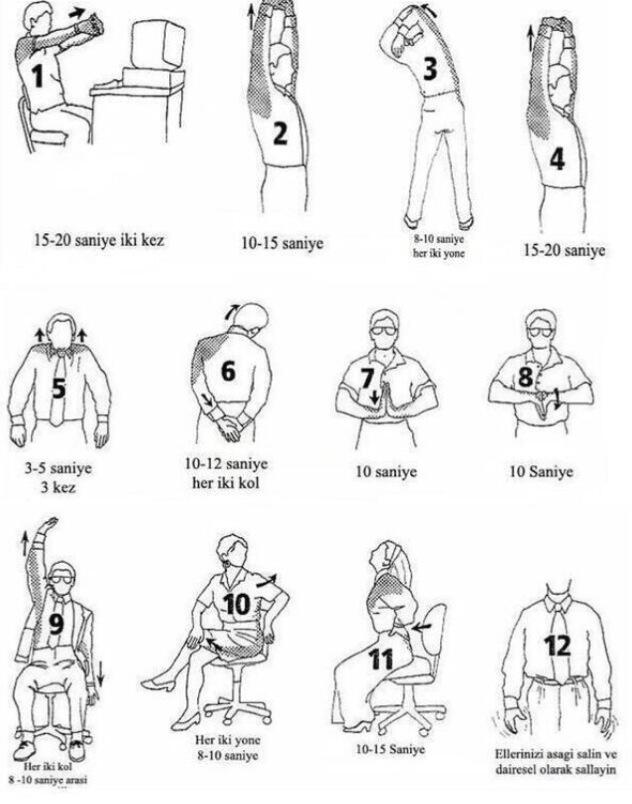 1
2
3
4
15-20 saniye iki kez
10-15 saniye
8-10 saniye
her iki yone
15-20 saniye
5
6
7
8
3-5 saniye
3 kez
10-12 saniye
her iki kol
10 saniye
10 Saniye
9
10
11
12
Her iki kol
8 -10 saniye arasi
Her iki yone
8-10 saniye
10-15 Saniye
Ellerinizi asagi salin ve
dairesel olarak sallayin